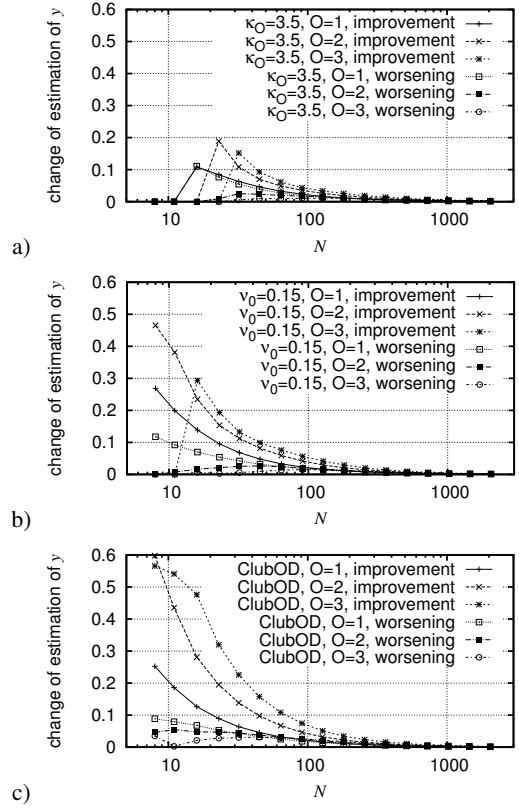 0.6
0.5
0.4
0.3
0.2
0.1
0
change of estimation of y
κO=3.5, O=1, improvement
κO=3.5, O=2, improvement
κO=3.5, O=3, improvement
κO=3.5, O=1, worsening
κO=3.5, O=2, worsening
κO=3.5, O=3, worsening
10 100 1000
N
a)
0.6
0.5
0.4
0.3
0.2
0.1
0
change of estimation of y
ν0=0.15, O=1, improvement
ν0=0.15, O=2, improvement
ν0=0.15, O=3, improvement
ν0=0.15, O=1, worsening
ν0=0.15, O=2, worsening
ν0=0.15, O=3, worsening
10 100 1000
N
b)
0.6
0.5
0.4
0.3
0.2
0.1
0
change of estimation of y
ClubOD, O=1, improvement
ClubOD, O=2, improvement
ClubOD, O=3, improvement
ClubOD, O=1, worsening
ClubOD, O=2, worsening
ClubOD, O=3, worsening
10 100 1000
N
c)